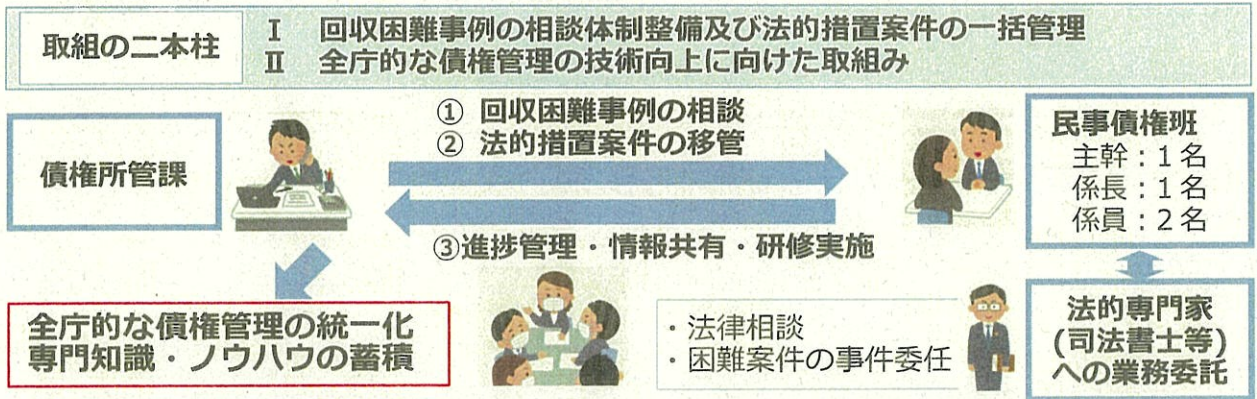 取組の二本柱
Ⅰ 回収困難事例の相談体制整備及び法的措置案件の一括管理
Ⅱ 全庁的な債権管理の技術向上に向けた取組み
債権所管課
① 回収困難事例の相談
② 法的措置案件の移管
③進捗管理・情報共有・研修実施
民事債権班
主幹：１名
係長：１名
係員：２名
全庁的な債権管理の統一化
専門知識・ノウハウの蓄積
・法律相談
・困難案件の事件委任
法的専門家
(司法書士等)
への業務委託